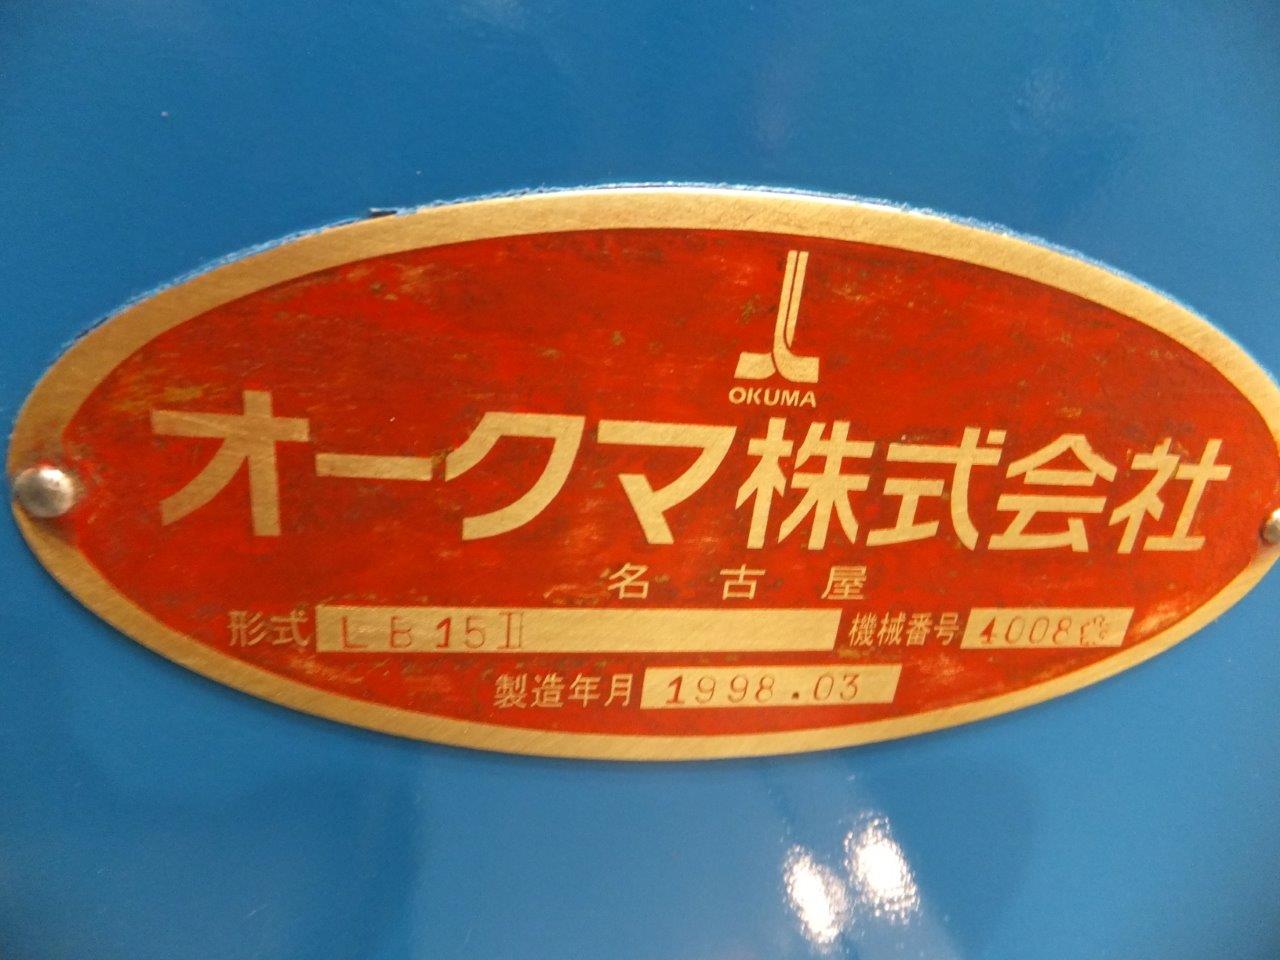 OKUMA
オークマ株式会社
名古屋
形式 LB15II 機械番号
製造年月 1998.03